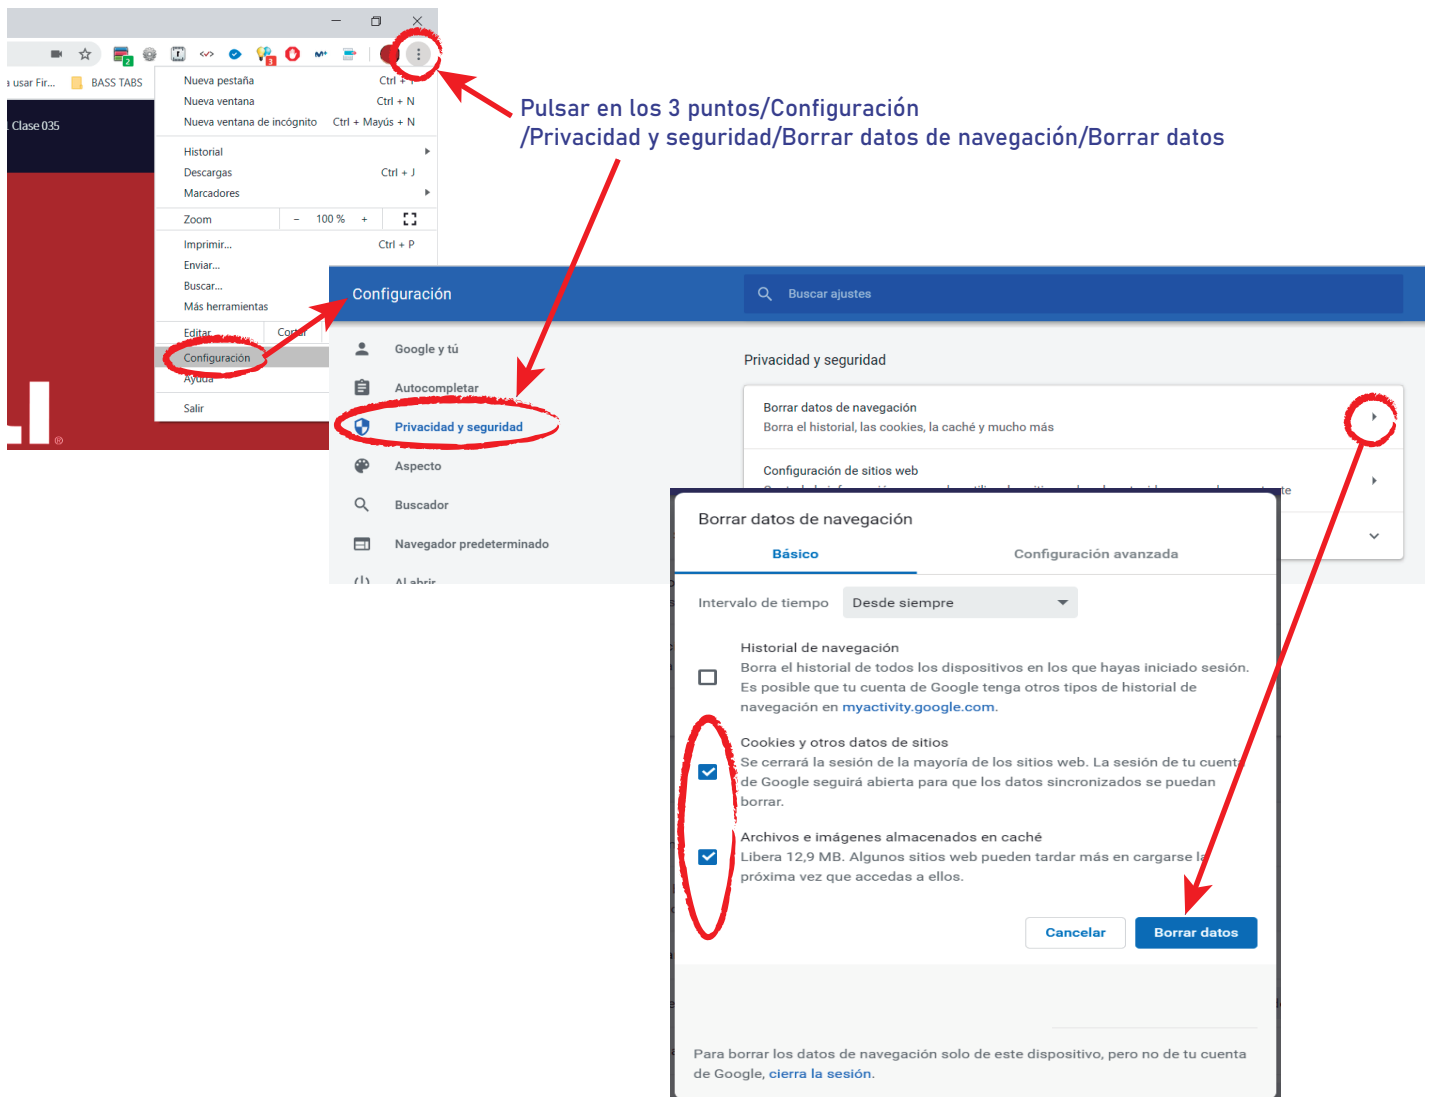 a usar Fir...
BASS TABS
2
3
Clase 035
Nueva pestaña
Nueva ventana Ctrl + N
Nueva ventana de incógnito Ctrl + Mayús + N
Historial
Descargas Ctrl + J
Marcadores
Zoom - 100 % +
Imprimir... Ctrl + P
Enviar...
Buscar...
Más herramientas
Editar
Configuración
Ayuda
Salir
®
Pulsar en los 3 puntos/Configuración
/Privacidad y seguridad/Borrar datos de navegación/Borrar datos
Configuración
Buscar ajustes
Google y tú
Autocompletar
Privacidad y seguridad
Aspecto
Buscador
Navegador predeterminado
Al abrir
Privacidad y seguridad
Borrar datos de navegación
Borra el historial, las cookies, la caché y mucho más
Configuración de sitios web
Borrar datos de navegación
Básico
Configuración avanzada
Intervalo de tiempo Desde siempre
Historial de navegación
Borra el historial de todos los dispositivos en los que hayas iniciado sesión.
Es posible que tu cuenta de Google tenga otros tipos de historial de
navegación en myactivity.google.com.
Cookies y otros datos de sitios
Se cerrará la sesión de la mayoría de los sitios web. La sesión de tu cuenta
de Google seguirá abierta para que los datos sincronizados se puedan
borrar.
Archivos e imágenes almacenados en caché
Libera 12,9 MB. Algunos sitios web pueden tardar más en cargarse la
próxima vez que accedas a ellos.
Cancelar
Borrar datos
Para borrar los datos de navegación solo de este dispositivo, pero no de tu cuenta
de Google, cierra la sesión.